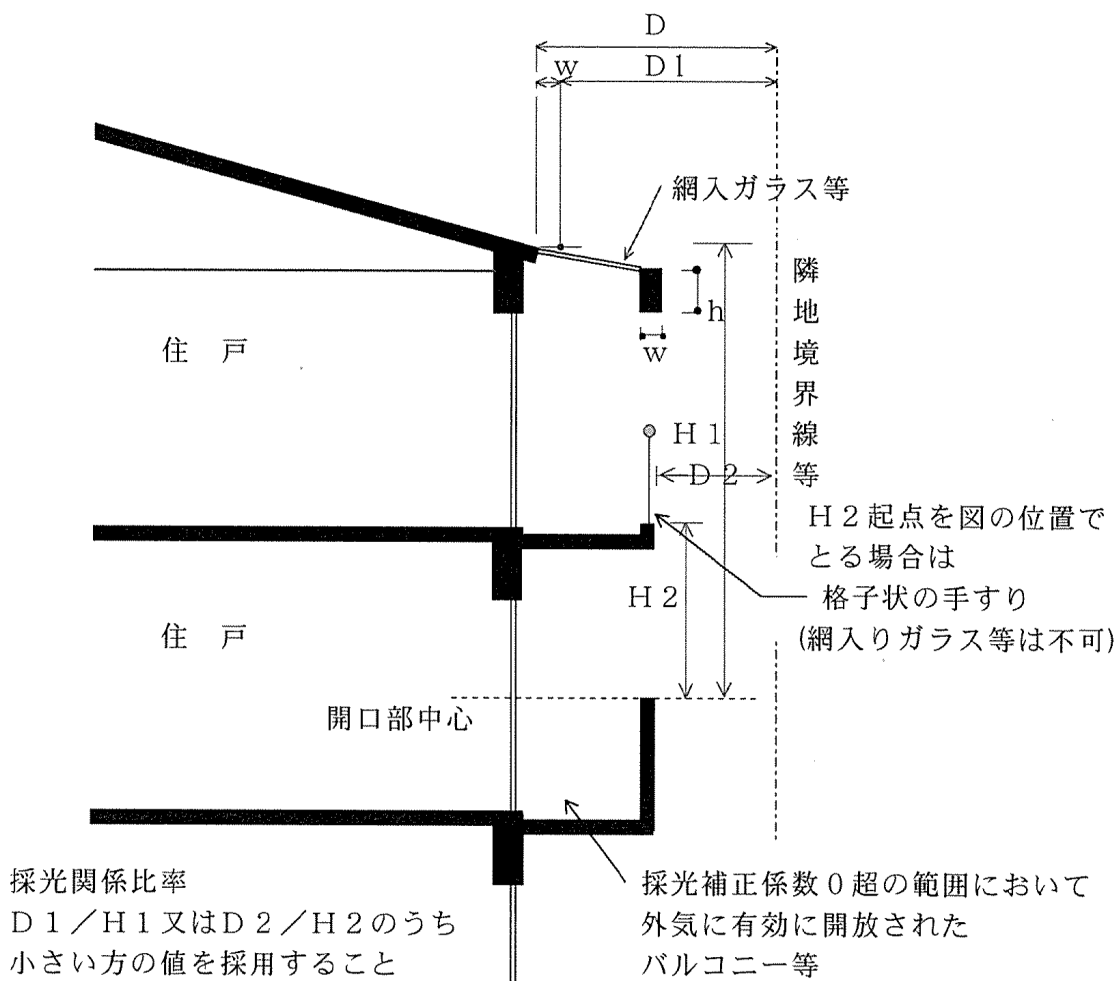 D
w
D1
網入ガラス等
隣地境界線等
住　戸
h
w
H1
D2
H2起点を図の位置で
とる場合は
格子状の手すり
(網入りガラス等は不可)
H2
住　戸
開口部中心
採光関係比率
D1/H1又はD2/H2のうち
小さい方の値を採用すること
採光補正係数0超の範囲において
外気に有効に開放された
バルコニー等